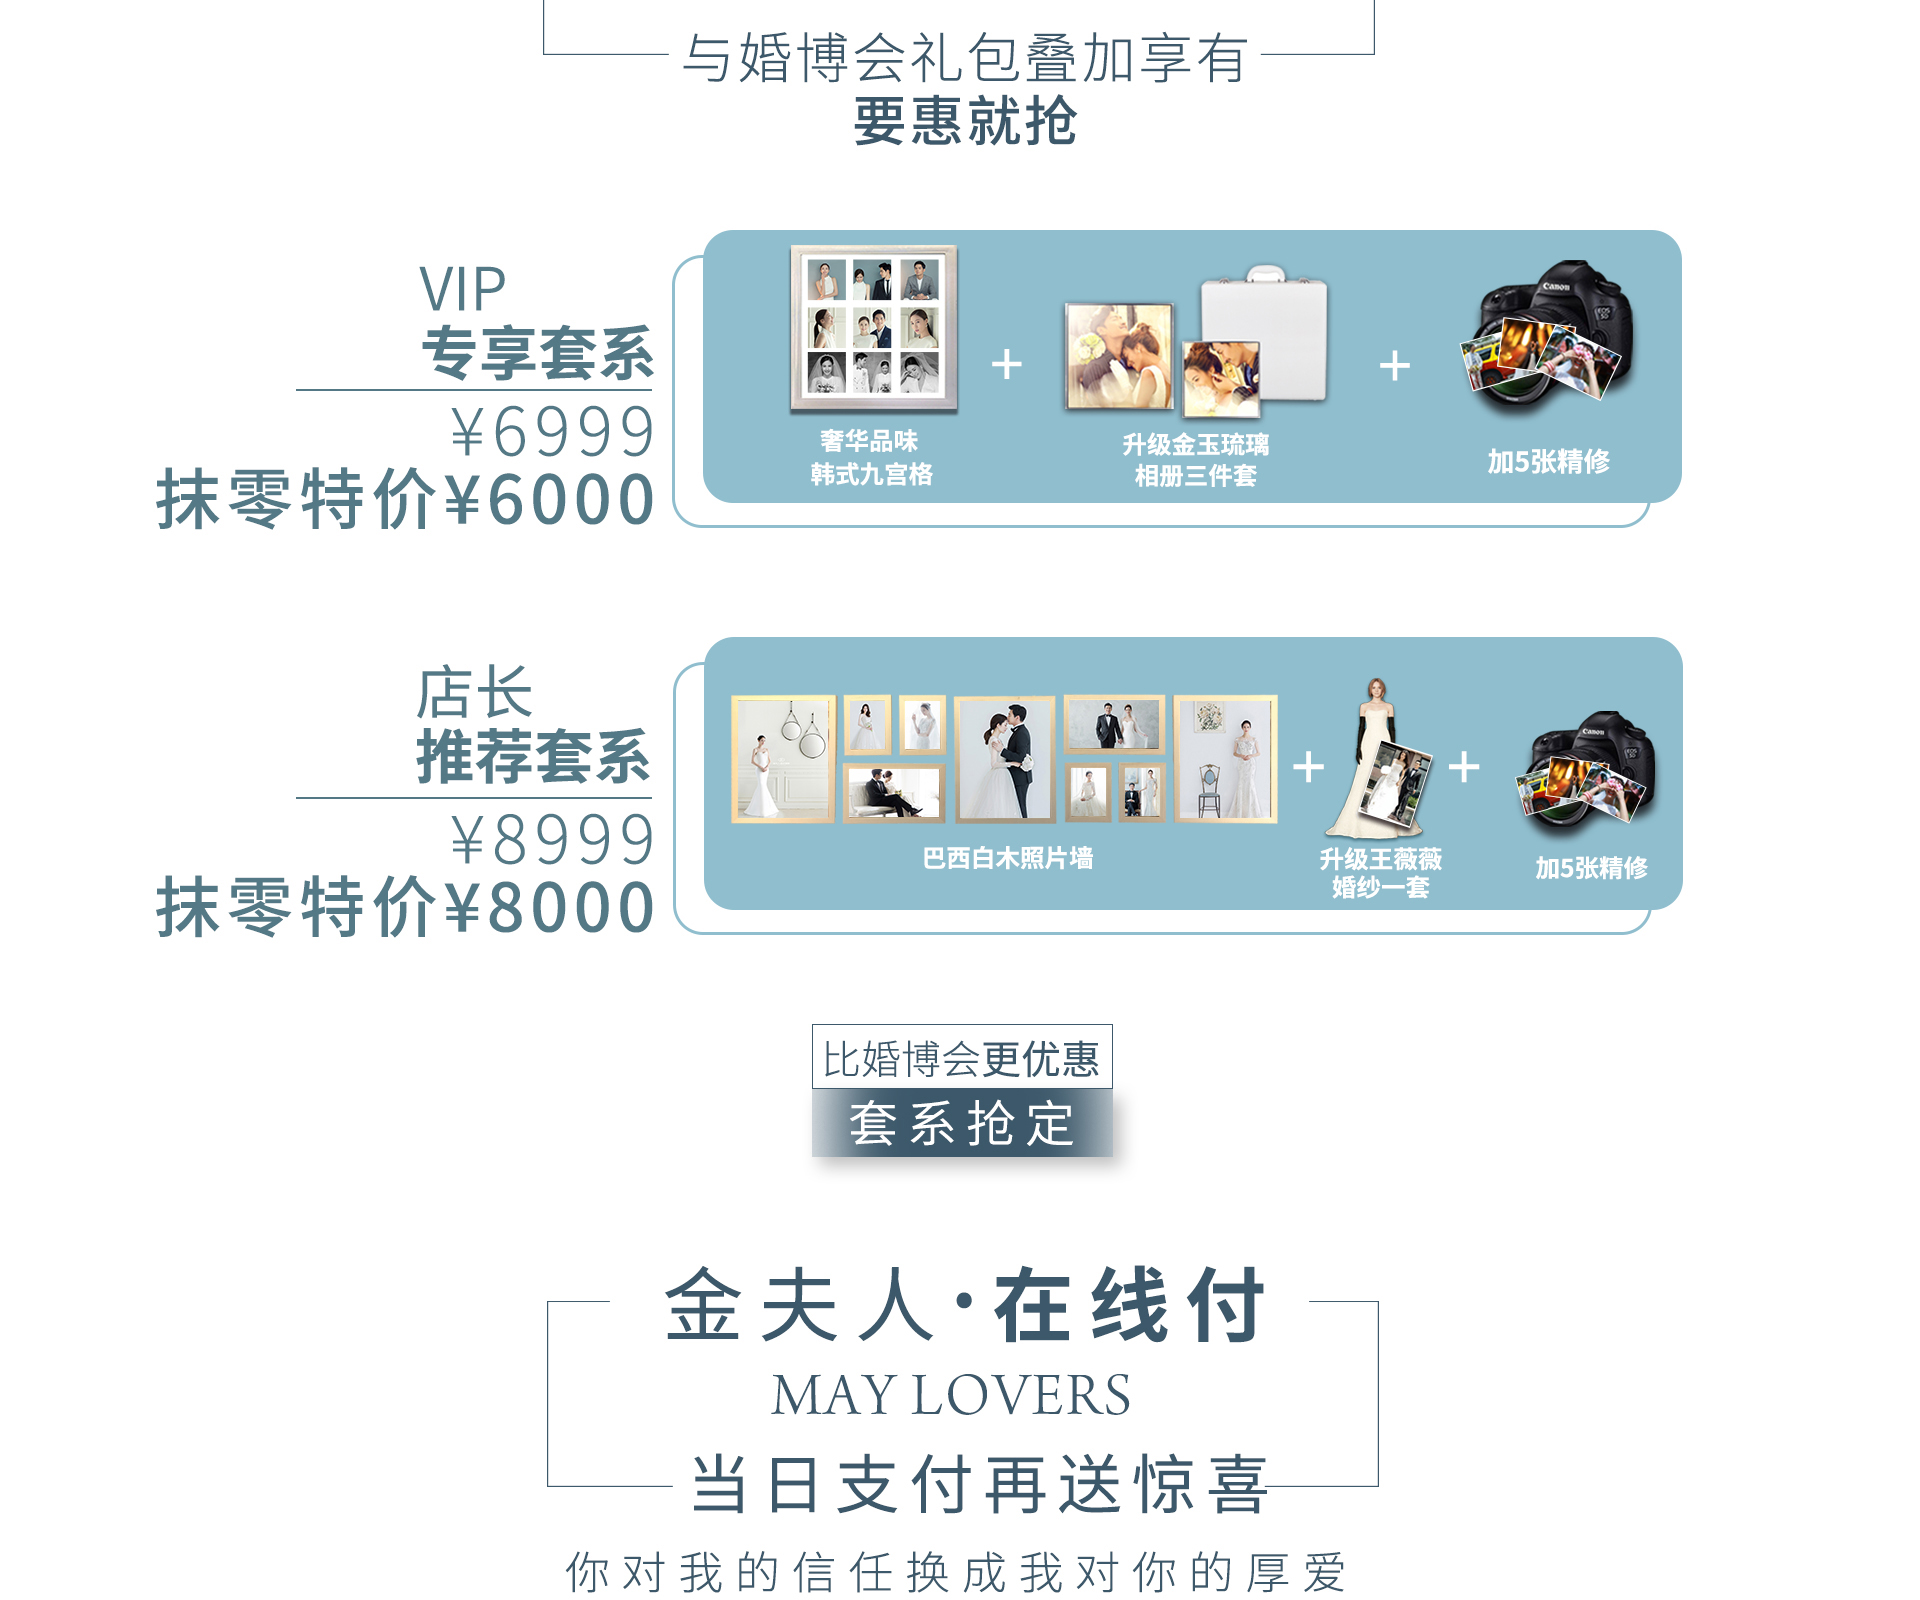 与婚博会礼包叠加享有
要惠就抢
VIP
专享套系
¥6999
抹零特价¥6000
奢华品味
韩式九宫格
+
升级金玉琉璃
相册三件套
+
Canon
EOS
5D
加5张精修
店长
推荐套系
¥8999
抹零特价¥8000
巴西白木照片墙
+
升级王薇薇
婚纱一套
+
Canon
EOS
5D
加5张精修
比婚博会更优惠
套系抢定
金夫人·在线付
MAY LOVERS
当日支付再送惊喜
你对我的信任换成我对你的厚爱